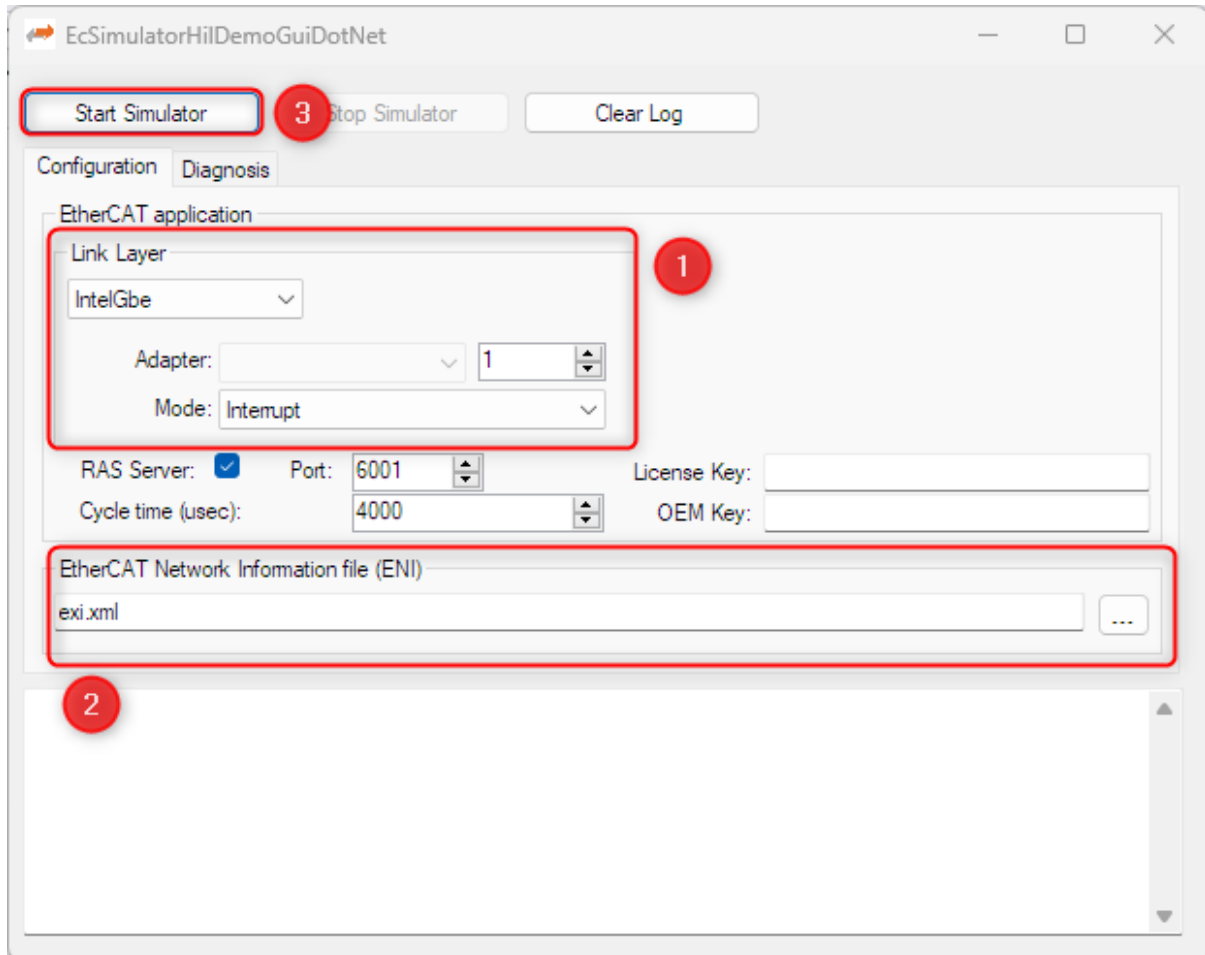 EcSimulatorHilDemoGuiDotNet
Start Simulator 3 Stop Simulator Clear Log
Configuration Diagnosis
EtherCAT application
Link Layer
1
IntelGbe
Adapter: 1
Mode: Interrupt
RAS Server: Port: 6001 License Key:
Cycle time (usec): 4000 OEM Key:
EtherCAT Network Information file (ENI)
exi.xml ...
2